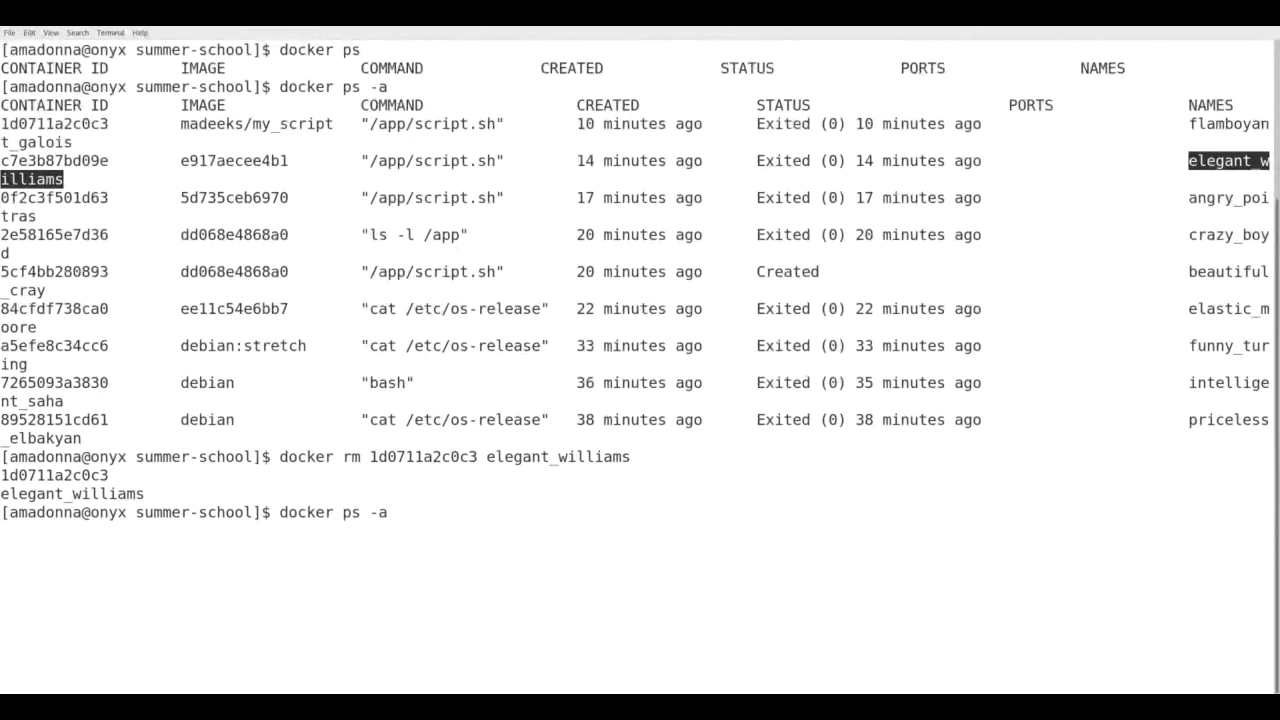 File Edit View Search Terminal Help
[amadonna@onyx summer-school]$ docker ps
CONTAINER ID IMAGE COMMAND CREATED STATUS PORTS NAMES
[amadonna@onyx summer-school]$ docker ps -a
CONTAINER ID IMAGE COMMAND CREATED STATUS PORTS NAMES
1d0711a2c0c3 madeeks/my_script "/app/script.sh" 10 minutes ago Exited (0) 10 minutes ago flamboyan
t_galois
c7e3b87bd09e e917aecee4b1 "/app/script.sh" 14 minutes ago Exited (0) 14 minutes ago elegant_w
illiams
0f2c3f501d63 5d735ceb6970 "/app/script.sh" 17 minutes ago Exited (0) 17 minutes ago angry_poi
tras
2e58165e7d36 dd068e4868a0 "ls -l /app" 20 minutes ago Exited (0) 20 minutes ago crazy_boy
d
5cf4bb280893 dd068e4868a0 "/app/script.sh" 20 minutes ago Created beautiful
_cray
84cfdf738ca0 ee11c54e6bb7 "cat /etc/os-release" 22 minutes ago Exited (0) 22 minutes ago elastic_m
oore
a5efe8c34cc6 debian:stretch "cat /etc/os-release" 33 minutes ago Exited (0) 33 minutes ago funny_tur
ing
7265093a3830 debian "bash" 36 minutes ago Exited (0) 35 minutes ago intellige
nt_saha
89528151cd61 debian "cat /etc/os-release" 38 minutes ago Exited (0) 38 minutes ago priceless
_elbakyan
[amadonna@onyx summer-school]$ docker rm 1d0711a2c0c3 elegant_williams
1d0711a2c0c3
elegant_williams
[amadonna@onyx summer-school]$ docker ps -a